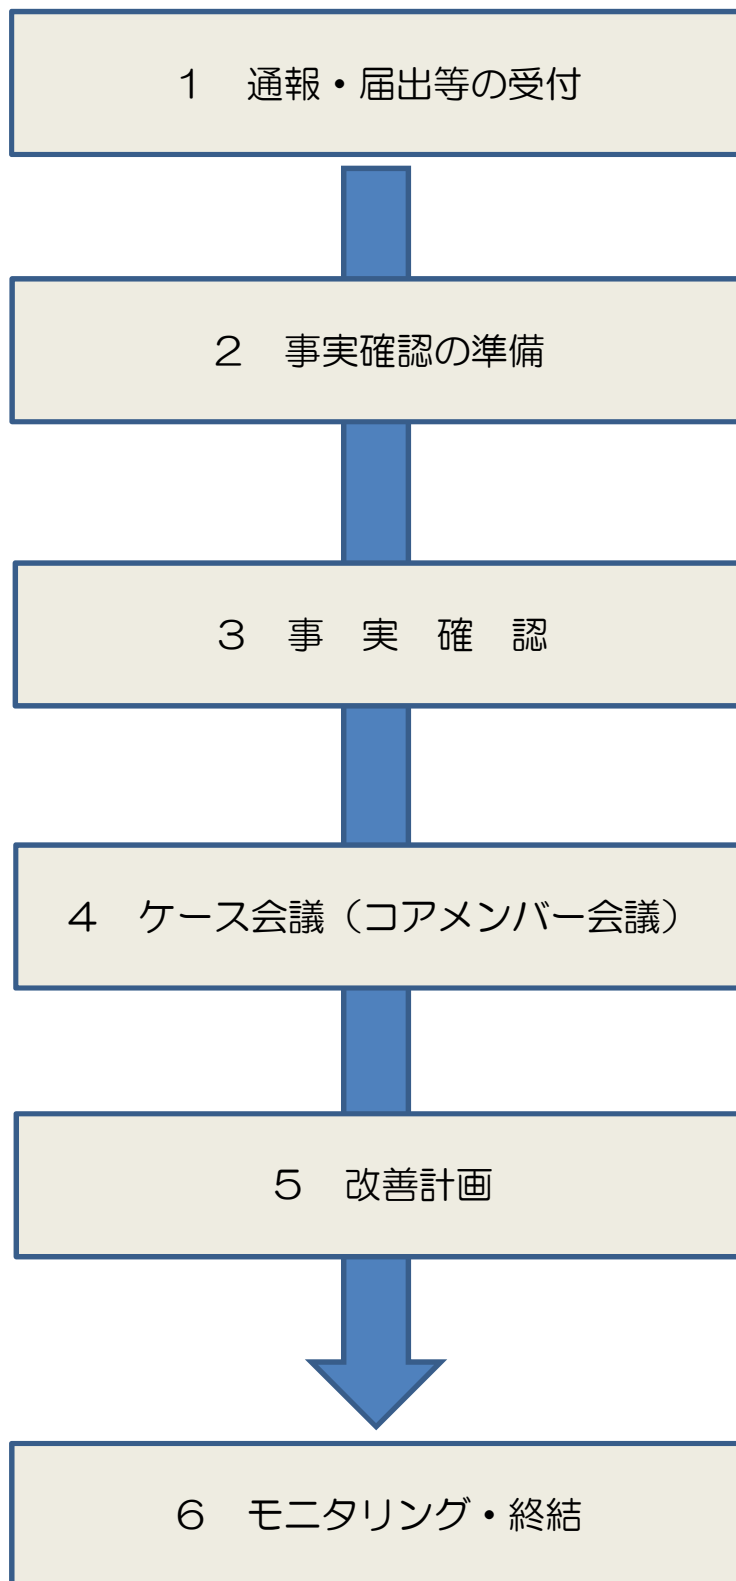 １　通報・届出等の受付
２　事実確認の準備
３　事　実　確　認
４　ケース会議（コアメンバー会議）
５　改善計画
６　モニタリング・終結